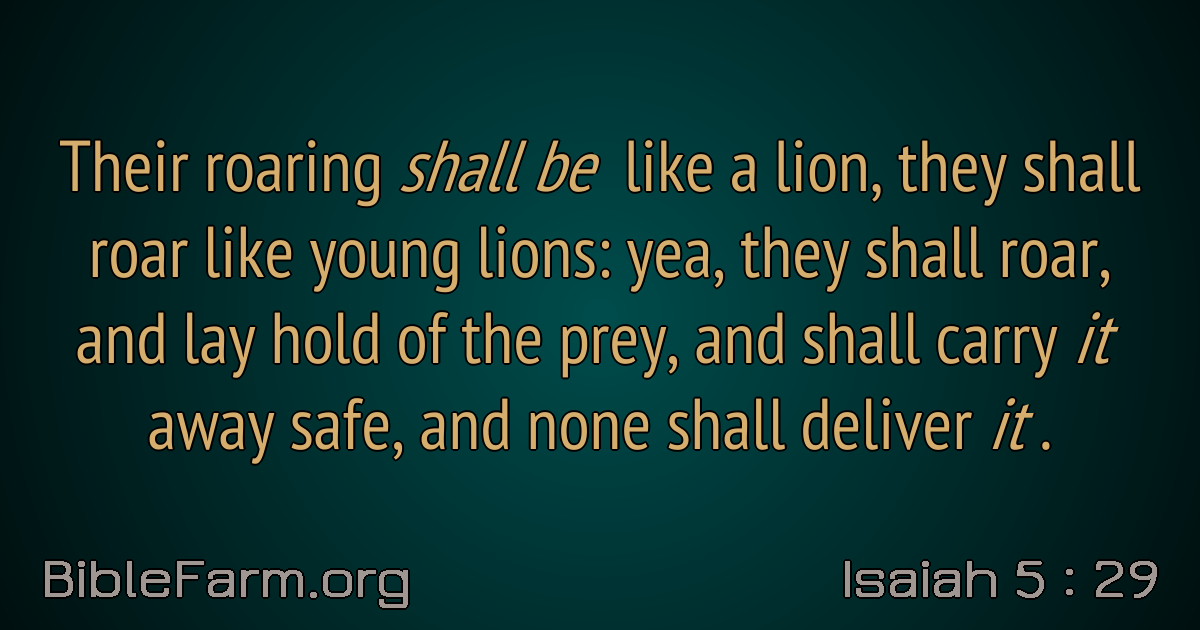 Their roaring shall be like a lion, they shall
roar like young lions: yea, they shall roar,
and lay hold of the prey, and shall carry it
away safe, and none shall deliver it .
BibleFarm.org
Isaiah 5 : 29